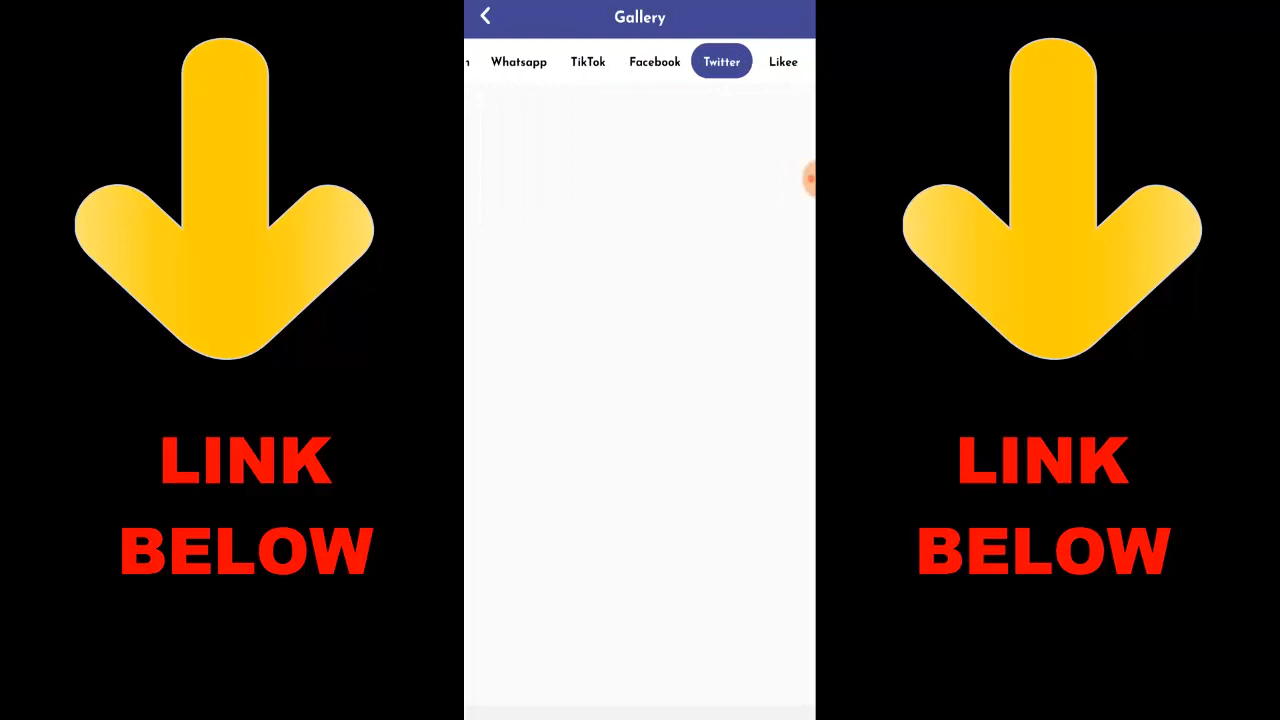 Gallery
Whatsapp TikTok Facebook Twitter Likee
LINK
BELOW
LINK
BELOW